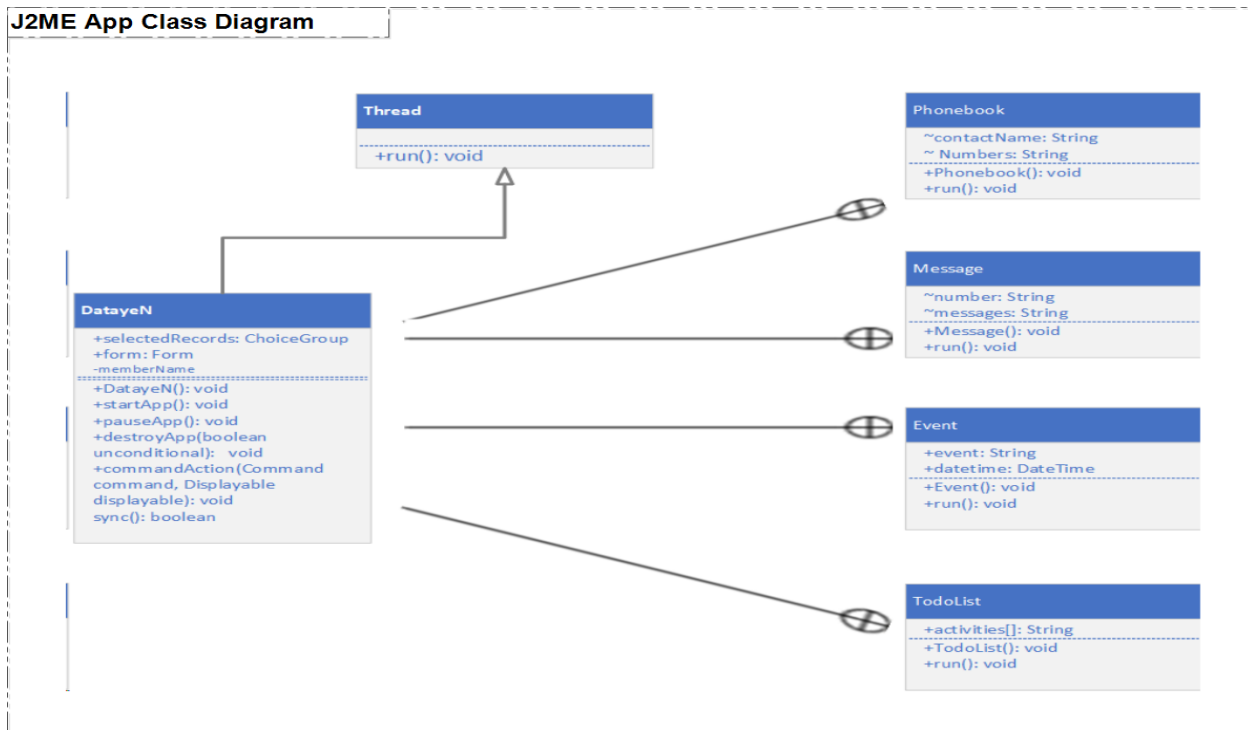 J2ME App Class Diagram
Thread
+run(): void
DatayeN
+selectedRecords: ChoiceGroup
+form: Form
-memberName
+DatayeN(): void
+startApp(): void
+pauseApp(): void
+destroyApp(boolean
unconditional): void
+commandAction(Command
command, Displayable
displayable): void
sync(): boolean
Phonebook
~contactName: String
~ Numbers: String
+Phonebook(): void
+run(): void
Message
~number: String
~messages: String
+Message(): void
+run(): void
Event
+event: String
+datetime: DateTime
+Event(): void
+run(): void
TodoList
+activities[]: String
+TodoList(): void
+run(): void